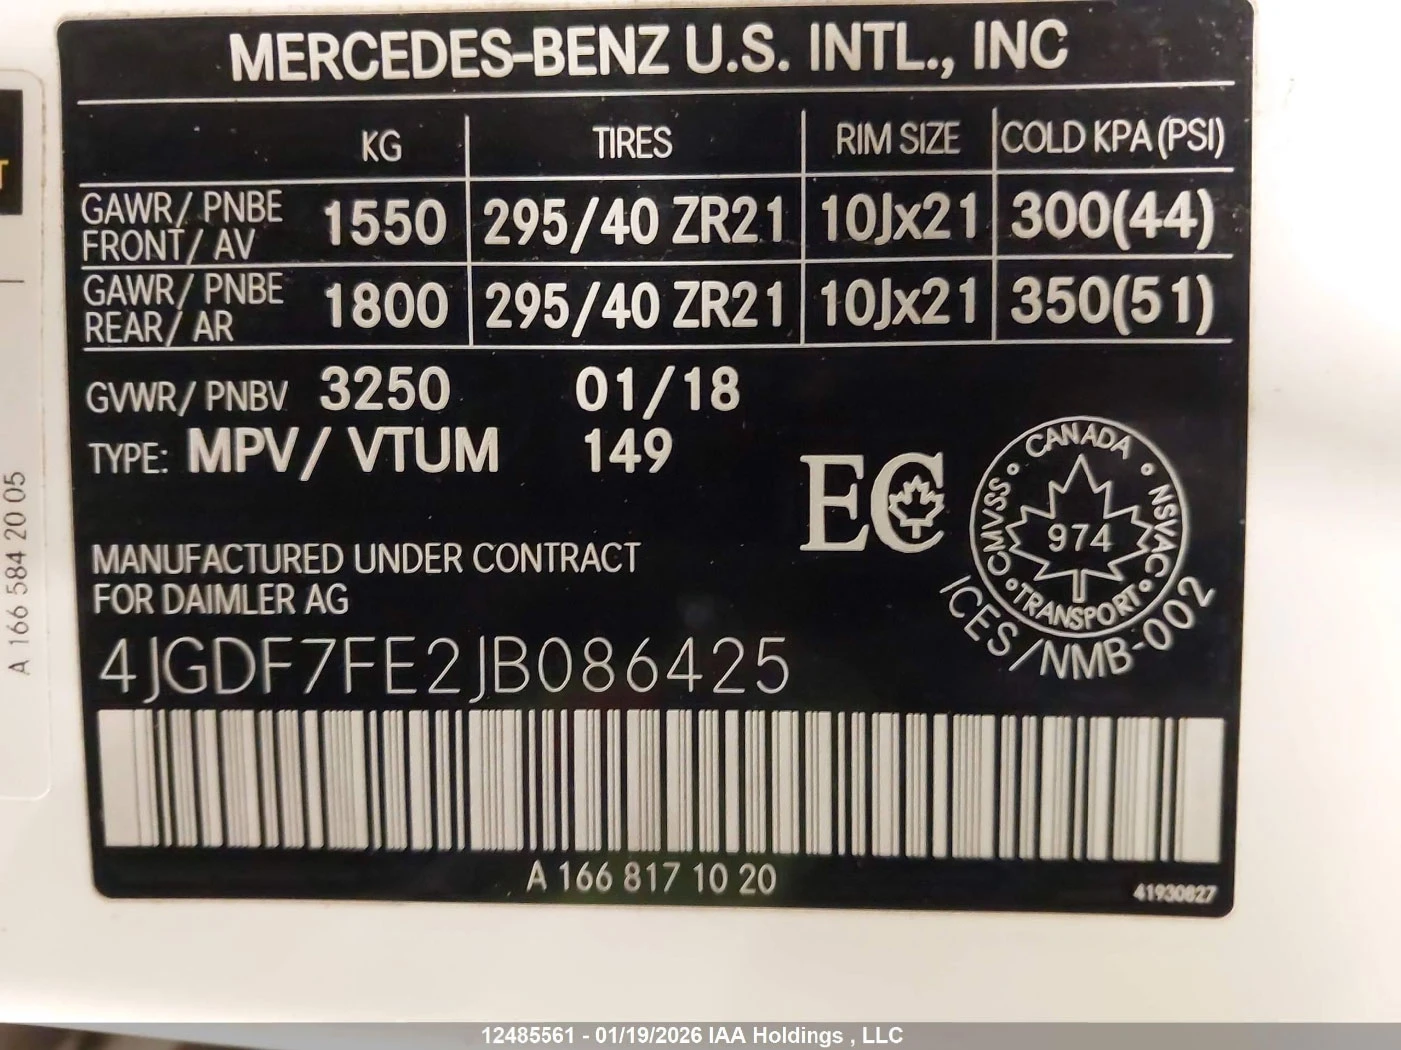 MERCEDES-BENZ U.S. INTL., INC
KG TIRES RIM SIZE COLD KPA (PSI)
GAWR/ PNBE FRONT/ AV 1550 295/40 ZR21 10Jx21 300(44)
GAWR/ PNBE REAR/ AR 1800 295/40 ZR21 10Jx21 350(51)
GVWR/ PNBV 3250 01/18
TYPE: MPV/ VTUM 149
EC
CANADA
CMVSS
974
NSVAC
TRANSPORT
ICES/NMB-002
MANUFACTURED UNDER CONTRACT
FOR DAIMLER AG
4JGDF7FE2JB086425
A 166 817 10 20
41930827
A 166 584 20 05
T
12485561 - 01/19/2026 IAA Holdings , LLC